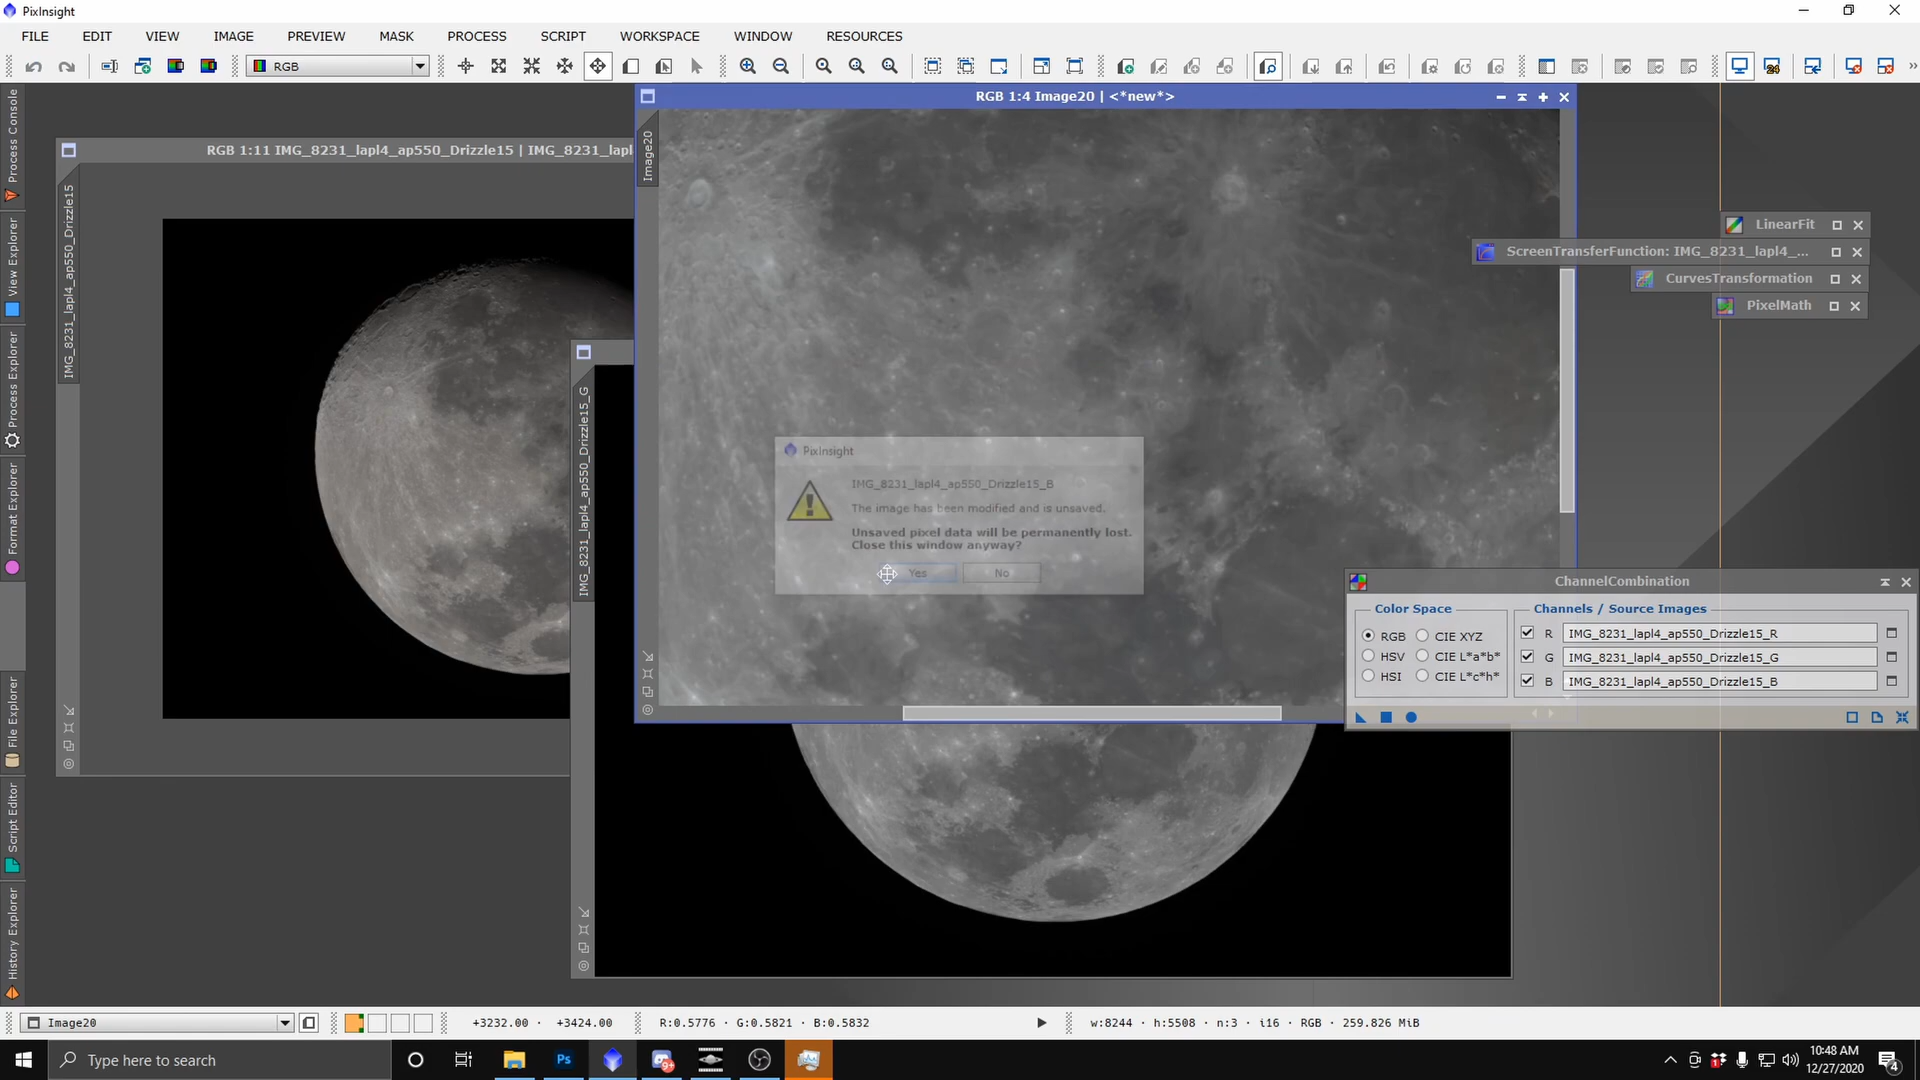 PixInsight
FILE EDIT VIEW IMAGE PREVIEW MASK PROCESS SCRIPT WORKSPACE WINDOW RESOURCES
RGB
24
»
Process Console
View Explorer
Process Explorer
Format Explorer
File Explorer
Script Editor
History Explorer
RGB 1:11 IMG_8231_lapl4_ap550_Drizzle15 | IMG_8231_lapl
IMG_8231_lapl4_ap550_Drizzle15
IMG_8231_lapl4_ap550_Drizzle15_G
RGB 1:4 Image20 | <*new*>
Image20
LinearFit
ScreenTransferFunction: IMG_8231_lapl4_...
CurvesTransformation
PixelMath
PixInsight
IMG_8231_lapl4_ap550_Drizzle15_B
The image has been modified and is unsaved.
Unsaved pixel data will be permanently lost.
Close this window anyway?
Yes No
ChannelCombination
Color Space
RGB CIE XYZ
HSV CIE L*a*b*
HSI CIE L*c*h*
Channels / Source Images
R IMG_8231_lapl4_ap550_Drizzle15_R
G IMG_8231_lapl4_ap550_Drizzle15_G
B IMG_8231_lapl4_ap550_Drizzle15_B
Image20
+3232.00 · +3424.00
R:0.5776 · G:0.5821 · B:0.5832
w:8244 · h:5508 · n:3 · i16 · RGB · 259.826 MiB
Type here to search
Ps
9+
1
10:48 AM
12/27/2020
4